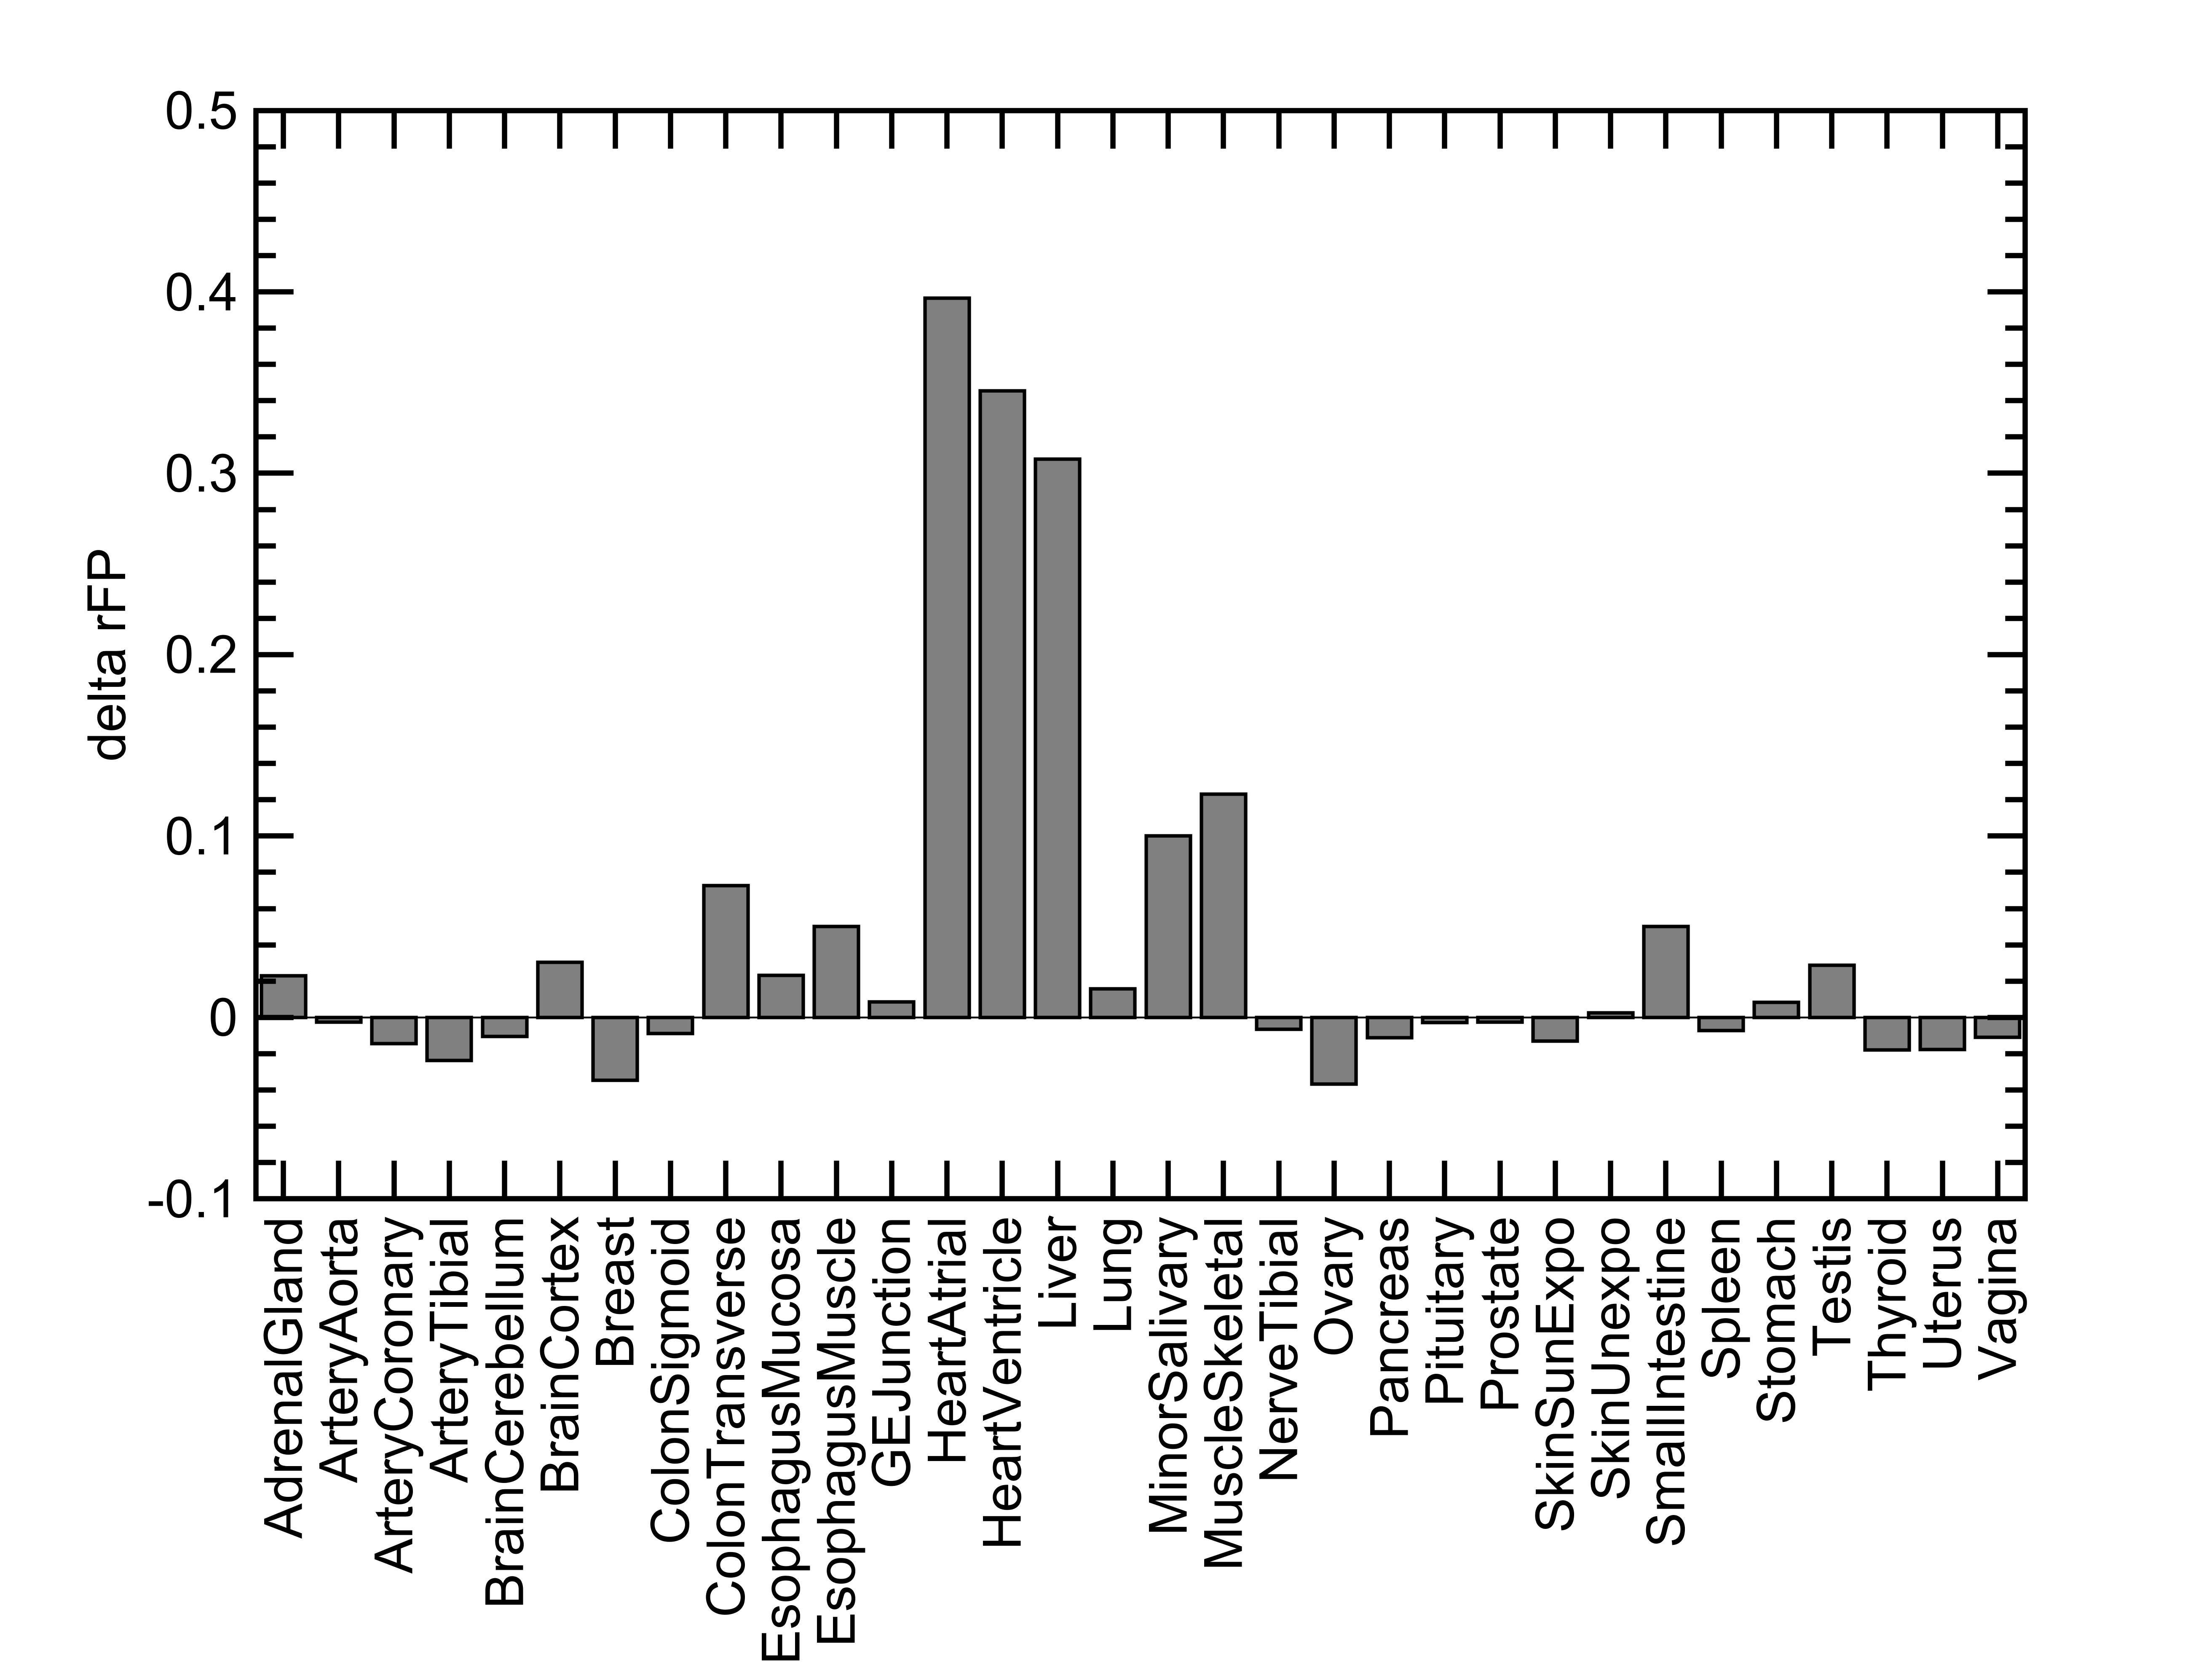 0.5
0.4
0.3
0.2
0.1
0
-0.1
delta rFP
AdrenalGland
ArteryAorta
ArteryCoronary
ArteryTibial
BrainCerebellum
BrainCortex
Breast
ColonSigmoid
ColonTransverse
EsophagusMucosa
EsophagusMuscle
GEJunction
HeartAtrial
HeartVentricle
Liver
Lung
MinorSalivary
MuscleSkeletal
NerveTibial
Ovary
Pancreas
Pituitary
Prostate
SkinSunExpo
SkinUnexpo
SmallIntestine
Spleen
Stomach
Testis
Thyroid
Uterus
Vagina